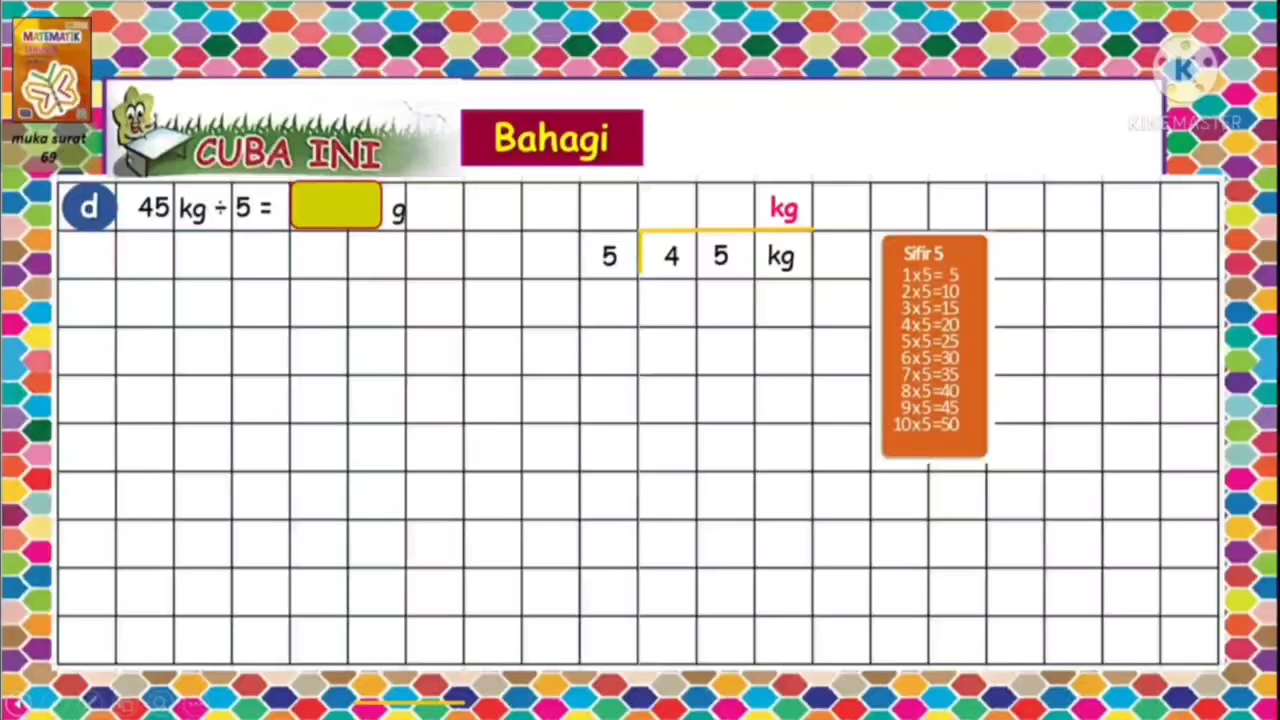 MATEMATIK
muka surat
69
CUBA INI
Bahagi
K
KINEMASTER
d 45 kg ÷ 5 = g
kg
5 4 5 kg
Sifir 5
1x5= 5
2x5=10
3x5=15
4x5=20
5x5=25
6x5=30
7x5=35
8x5=40
9x5=45
10x5=50